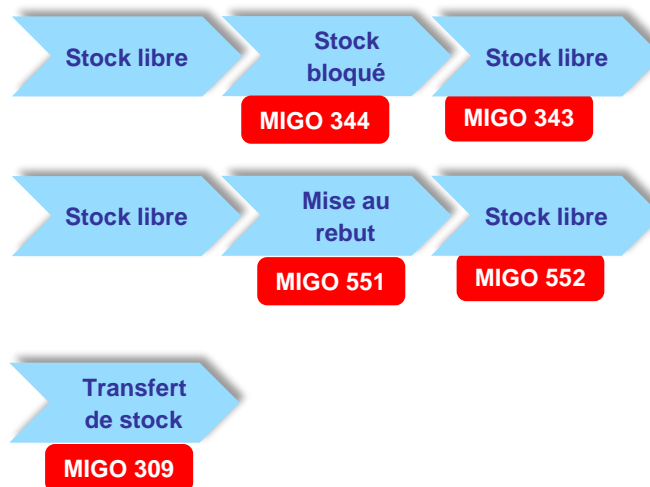 Stock libre
Stock
bloqué
Stock libre
MIGO 344
MIGO 343
Stock libre
Mise au
rebut
Stock libre
MIGO 551
MIGO 552
Transfert
de stock
MIGO 309